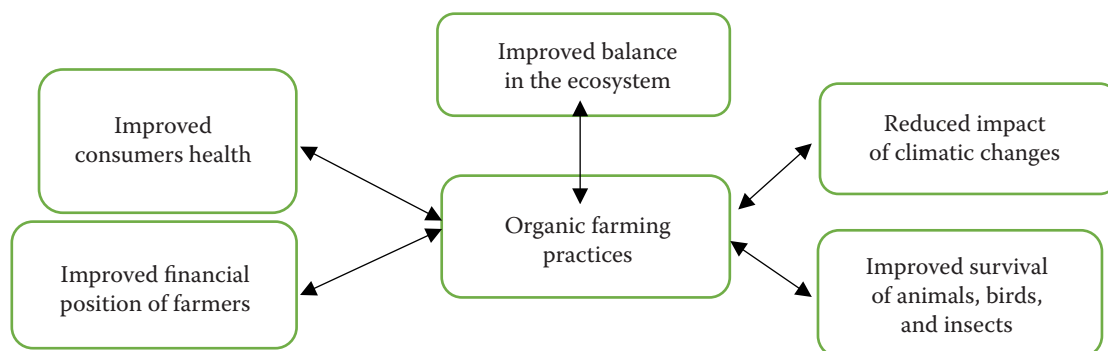 Improved balance
in the ecosystem
Improved
consumers health
Reduced impact
of climatic changes
Organic farming
practices
Improved financial
position of farmers
Improved survival
of animals, birds,
and insects